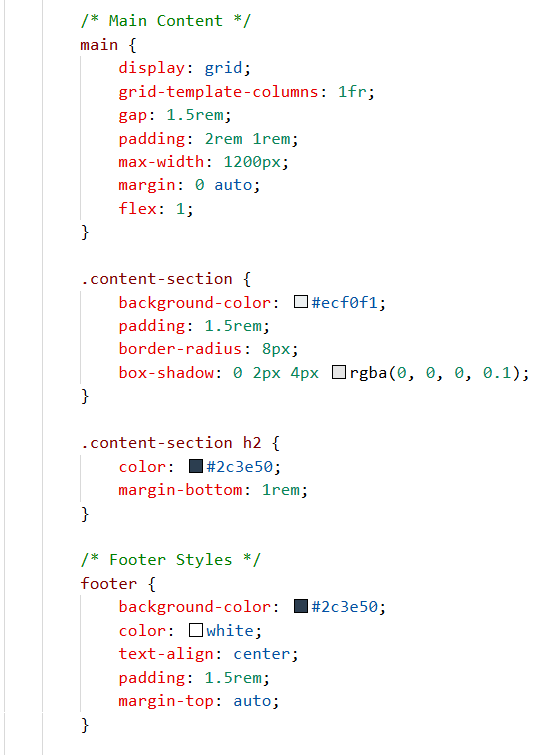 /* Main Content */
main {
    display: grid;
    grid-template-columns: 1fr;
    gap: 1.5rem;
    padding: 2rem 1rem;
    max-width: 1200px;
    margin: 0 auto;
    flex: 1;
}

.content-section {
    background-color: #ecf0f1;
    padding: 1.5rem;
    border-radius: 8px;
    box-shadow: 0 2px 4px rgba(0, 0, 0, 0.1);
}

.content-section h2 {
    color: #2c3e50;
    margin-bottom: 1rem;
}

/* Footer Styles */
footer {
    background-color: #2c3e50;
    color: white;
    text-align: center;
    padding: 1.5rem;
    margin-top: auto;
}